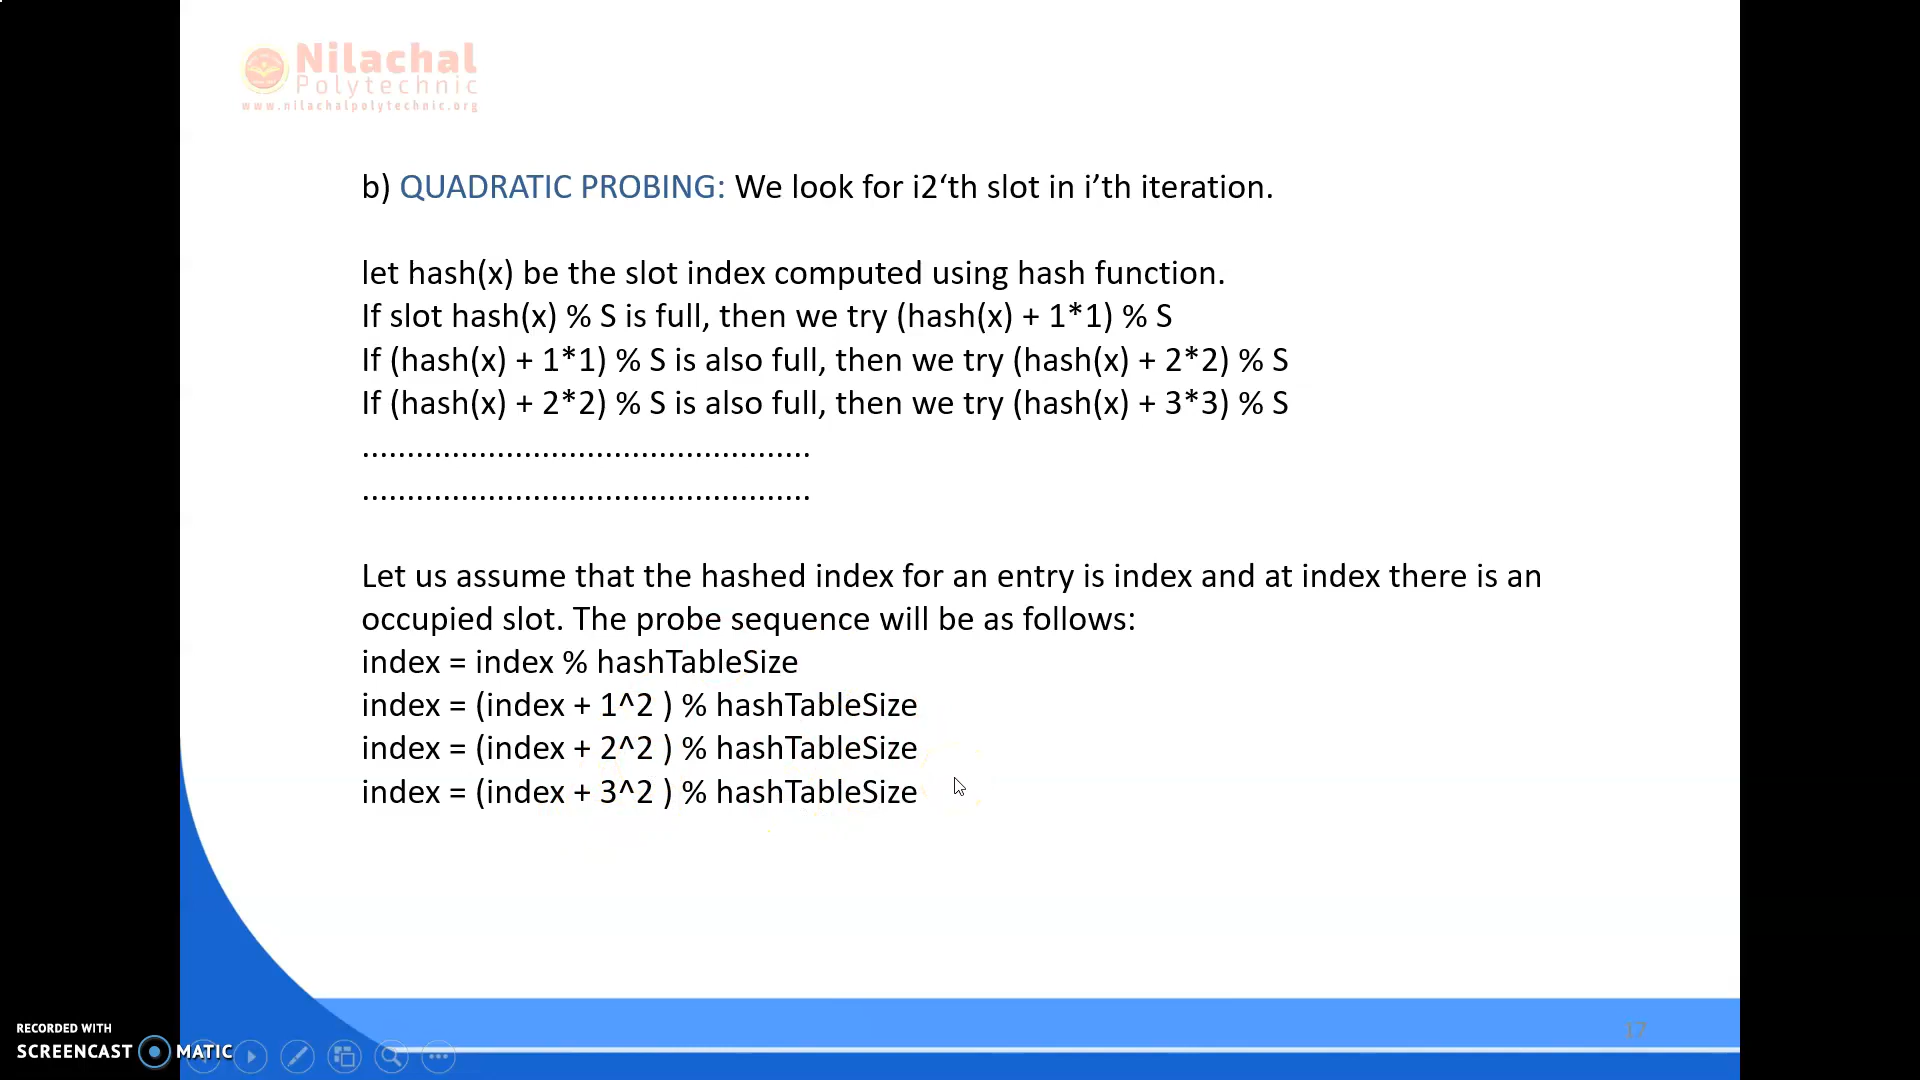 Nilachal
Polytechnic
www.nilachalpolytechnic.org
b) QUADRATIC PROBING: We look for i2‘th slot in i’th iteration.
let hash(x) be the slot index computed using hash function.
If slot hash(x) % S is full, then we try (hash(x) + 1*1) % S
If (hash(x) + 1*1) % S is also full, then we try (hash(x) + 2*2) % S
If (hash(x) + 2*2) % S is also full, then we try (hash(x) + 3*3) % S
..................................................
..................................................
Let us assume that the hashed index for an entry is index and at index there is an
occupied slot. The probe sequence will be as follows:
index = index % hashTableSize
index = (index + 1^2 ) % hashTableSize
index = (index + 2^2 ) % hashTableSize
index = (index + 3^2 ) % hashTableSize
17
RECORDED WITH
SCREENCAST MATIC